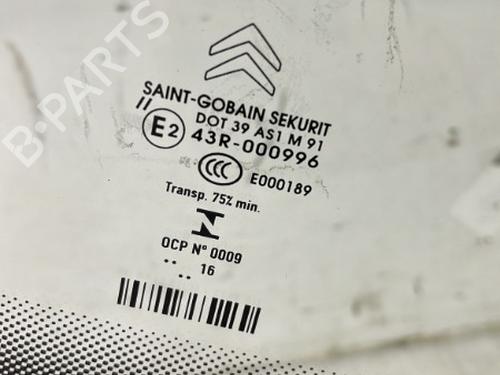 B-PARTS
SAINT-GOBAIN SEKURIT
DOT 39 AS1 M 91
// E2 43R-000996
CCC E000189
Transp. 75% min.
OCP Nº 0009
.. .. 16